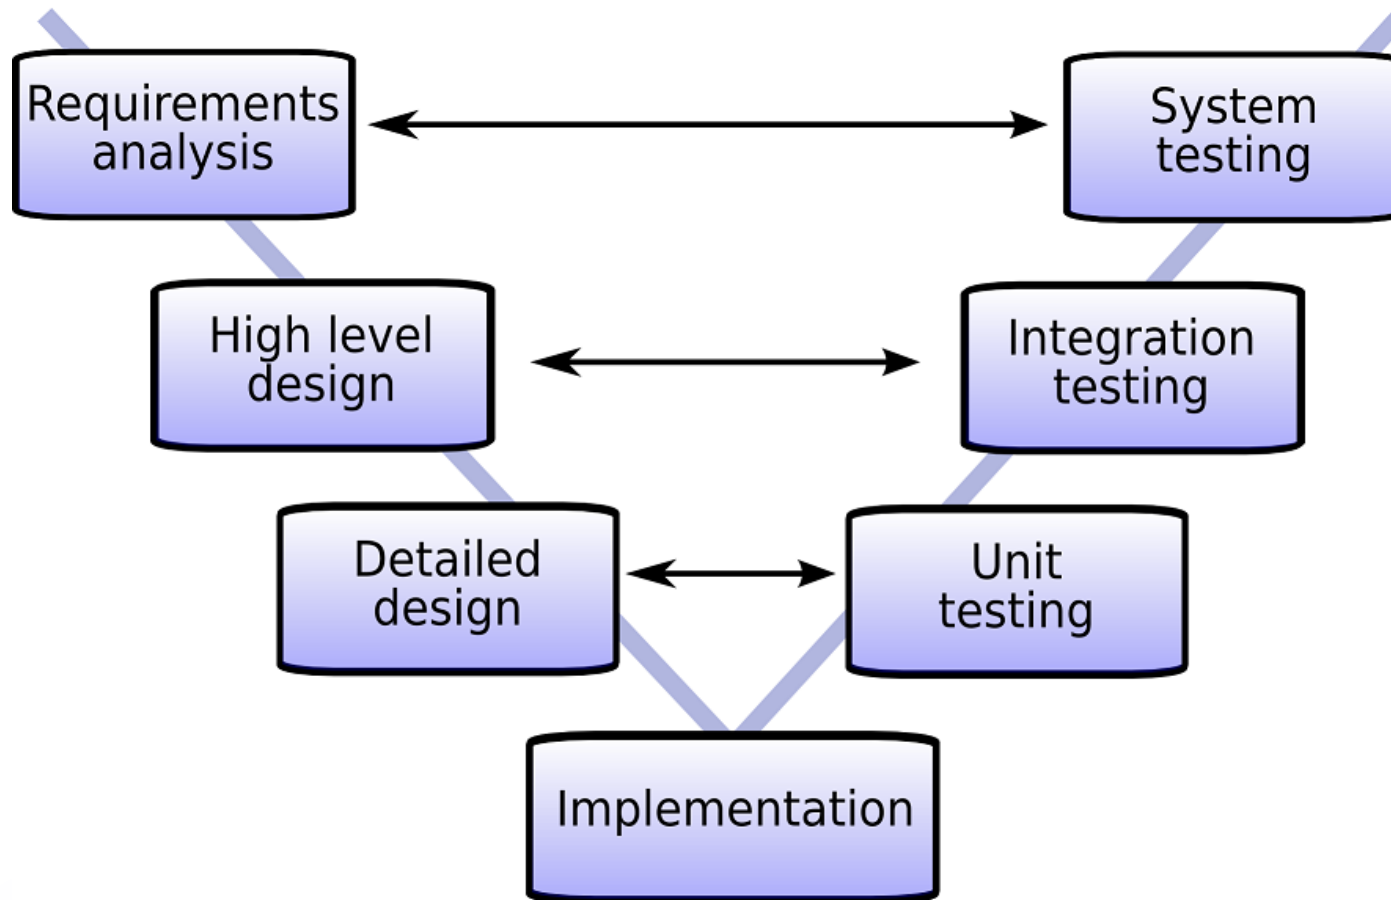 Requirements
analysis
System
testing
High level
design
Integration
testing
Detailed
design
Unit
testing
Implementation